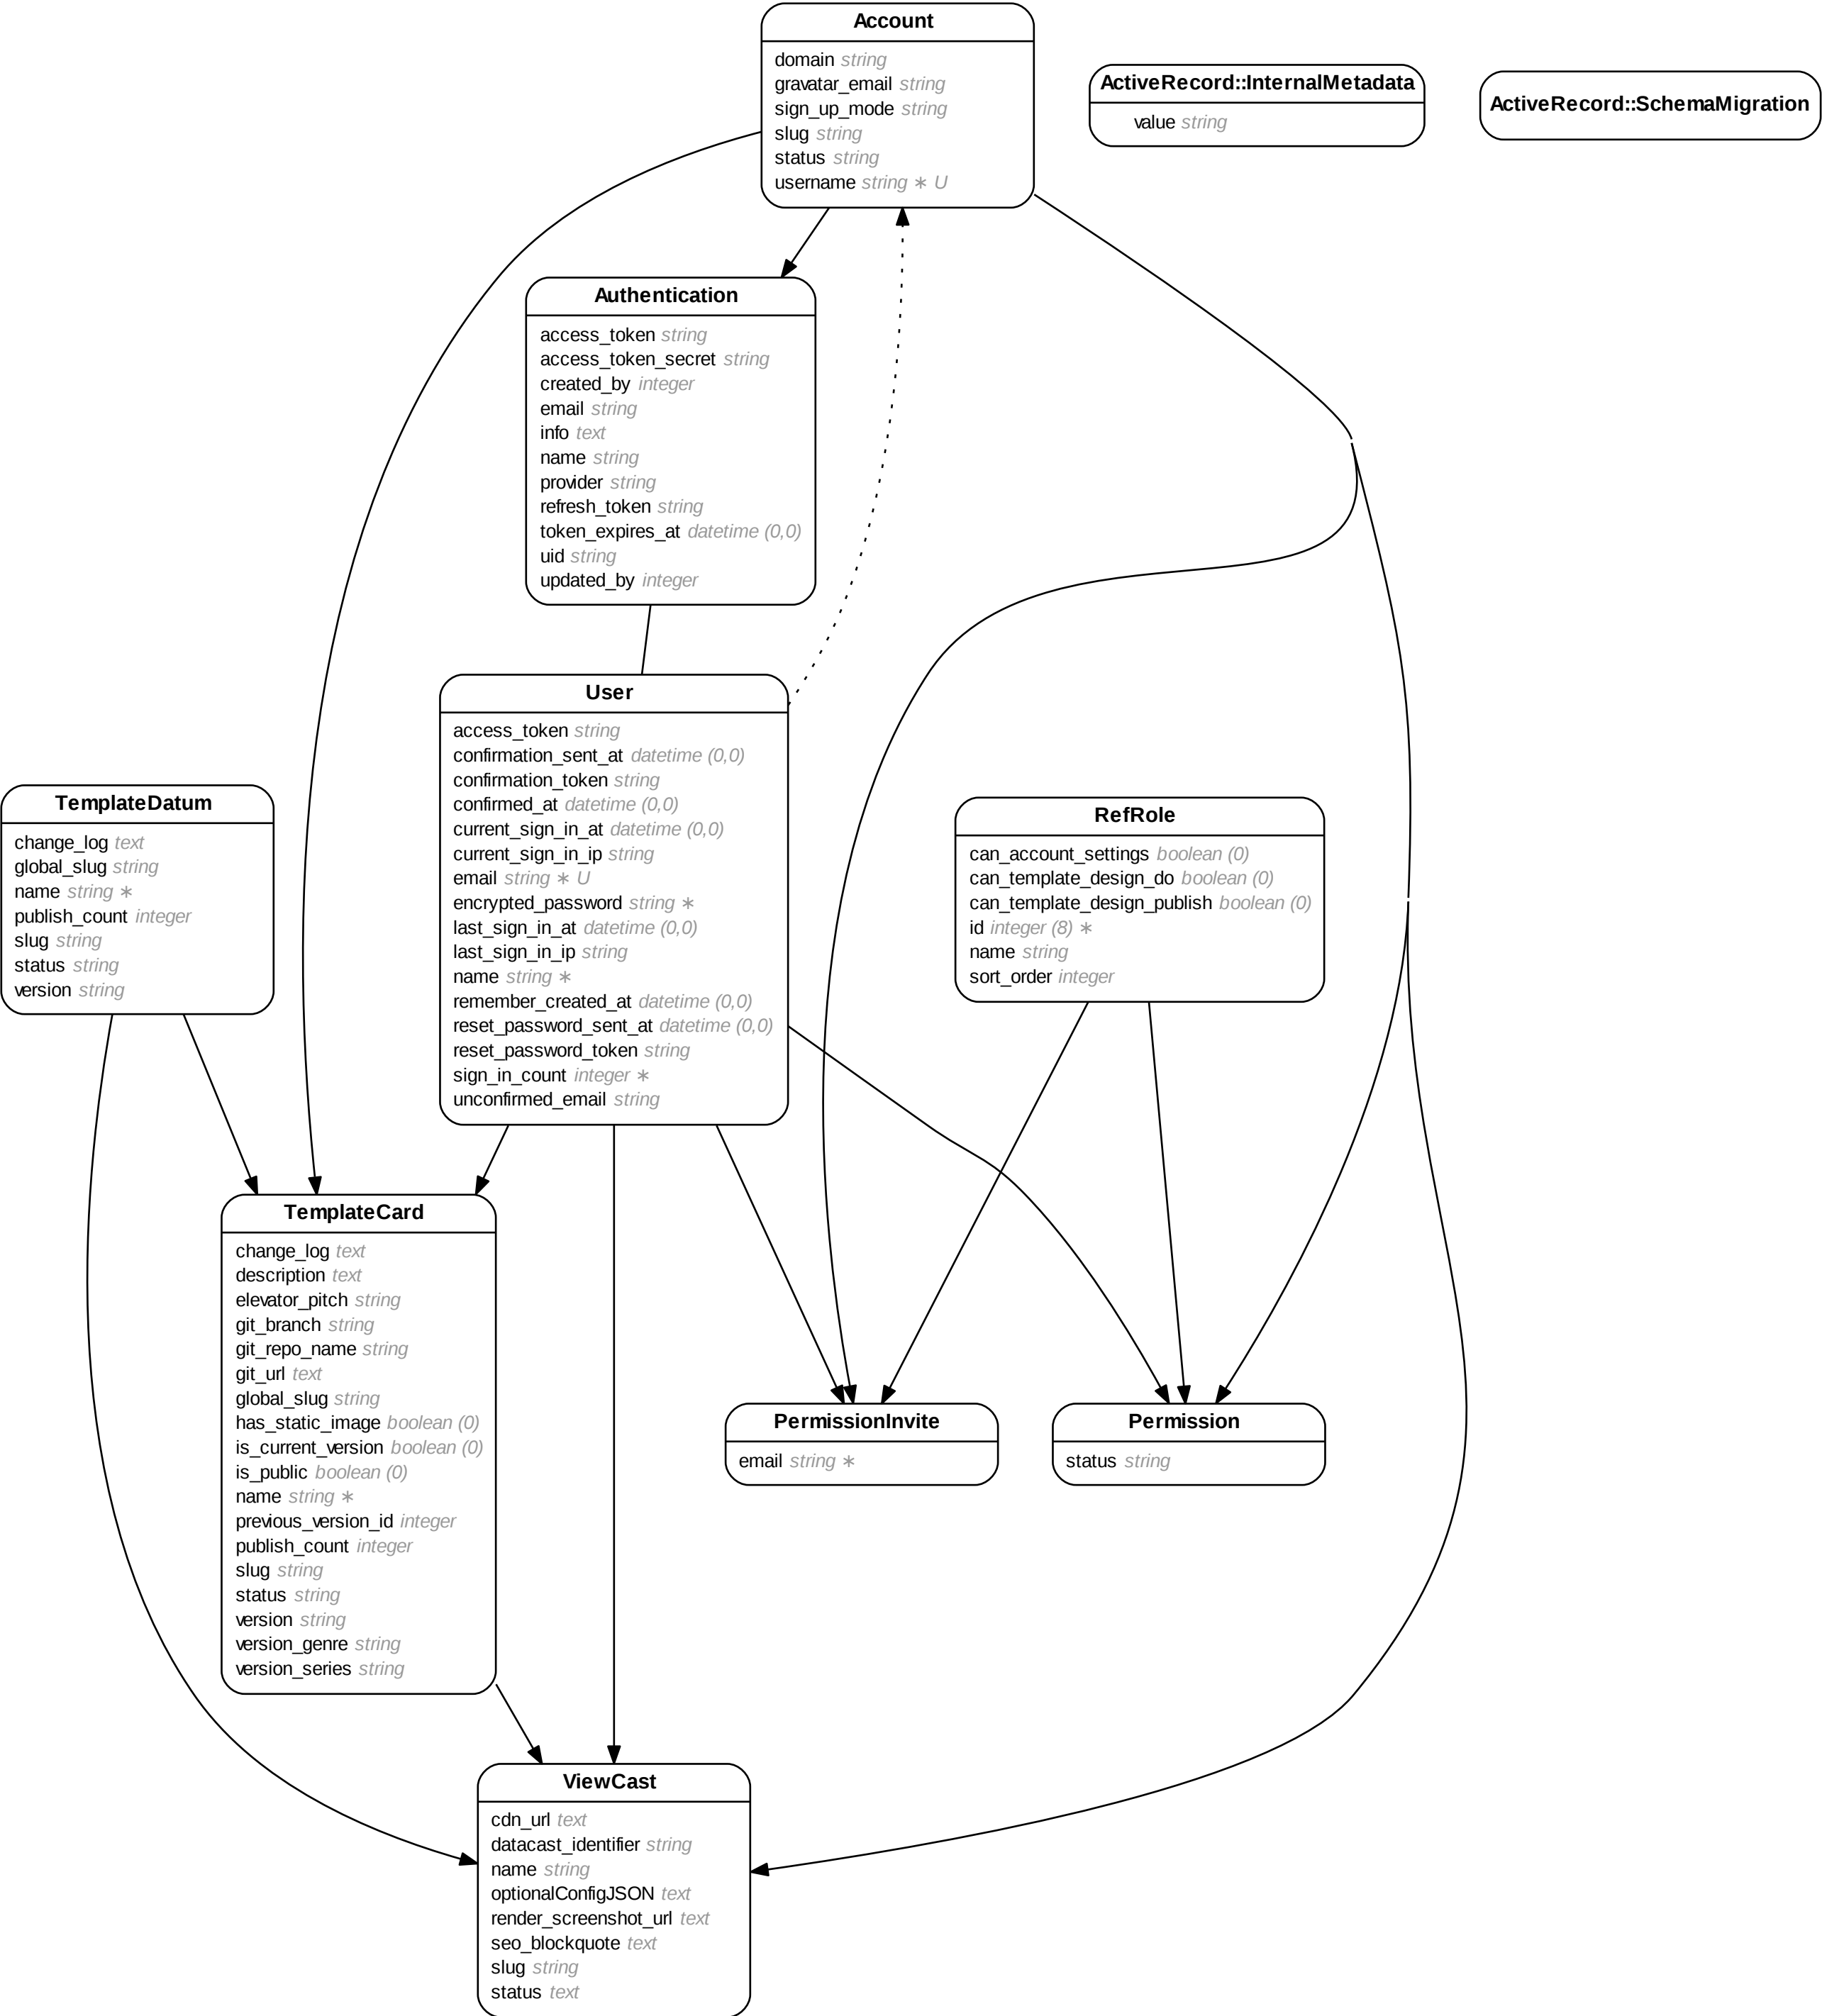 Account
domain string
gravatar_email string
sign_up_mode string
slug string
status string
username string ∗ U
ActiveRecord::InternalMetadata
value string
ActiveRecord::SchemaMigration
Authentication
access_token string
access_token_secret string
created_by integer
email string
info text
name string
provider string
refresh_token string
token_expires_at datetime (0,0)
uid string
updated_by integer
User
access_token string
confirmation_sent_at datetime (0,0)
confirmation_token string
confirmed_at datetime (0,0)
current_sign_in_at datetime (0,0)
current_sign_in_ip string
email string ∗ U
encrypted_password string ∗
last_sign_in_at datetime (0,0)
last_sign_in_ip string
name string ∗
remember_created_at datetime (0,0)
reset_password_sent_at datetime (0,0)
reset_password_token string
sign_in_count integer ∗
unconfirmed_email string
TemplateDatum
change_log text
global_slug string
name string ∗
publish_count integer
slug string
status string
version string
RefRole
can_account_settings boolean (0)
can_template_design_do boolean (0)
can_template_design_publish boolean (0)
id integer (8) ∗
name string
sort_order integer
TemplateCard
change_log text
description text
elevator_pitch string
git_branch string
git_repo_name string
git_url text
global_slug string
has_static_image boolean (0)
is_current_version boolean (0)
is_public boolean (0)
name string ∗
previous_version_id integer
publish_count integer
slug string
status string
version string
version_genre string
version_series string
PermissionInvite
email string ∗
Permission
status string
ViewCast
cdn_url text
datacast_identifier string
name string
optionalConfigJSON text
render_screenshot_url text
seo_blockquote text
slug string
status text